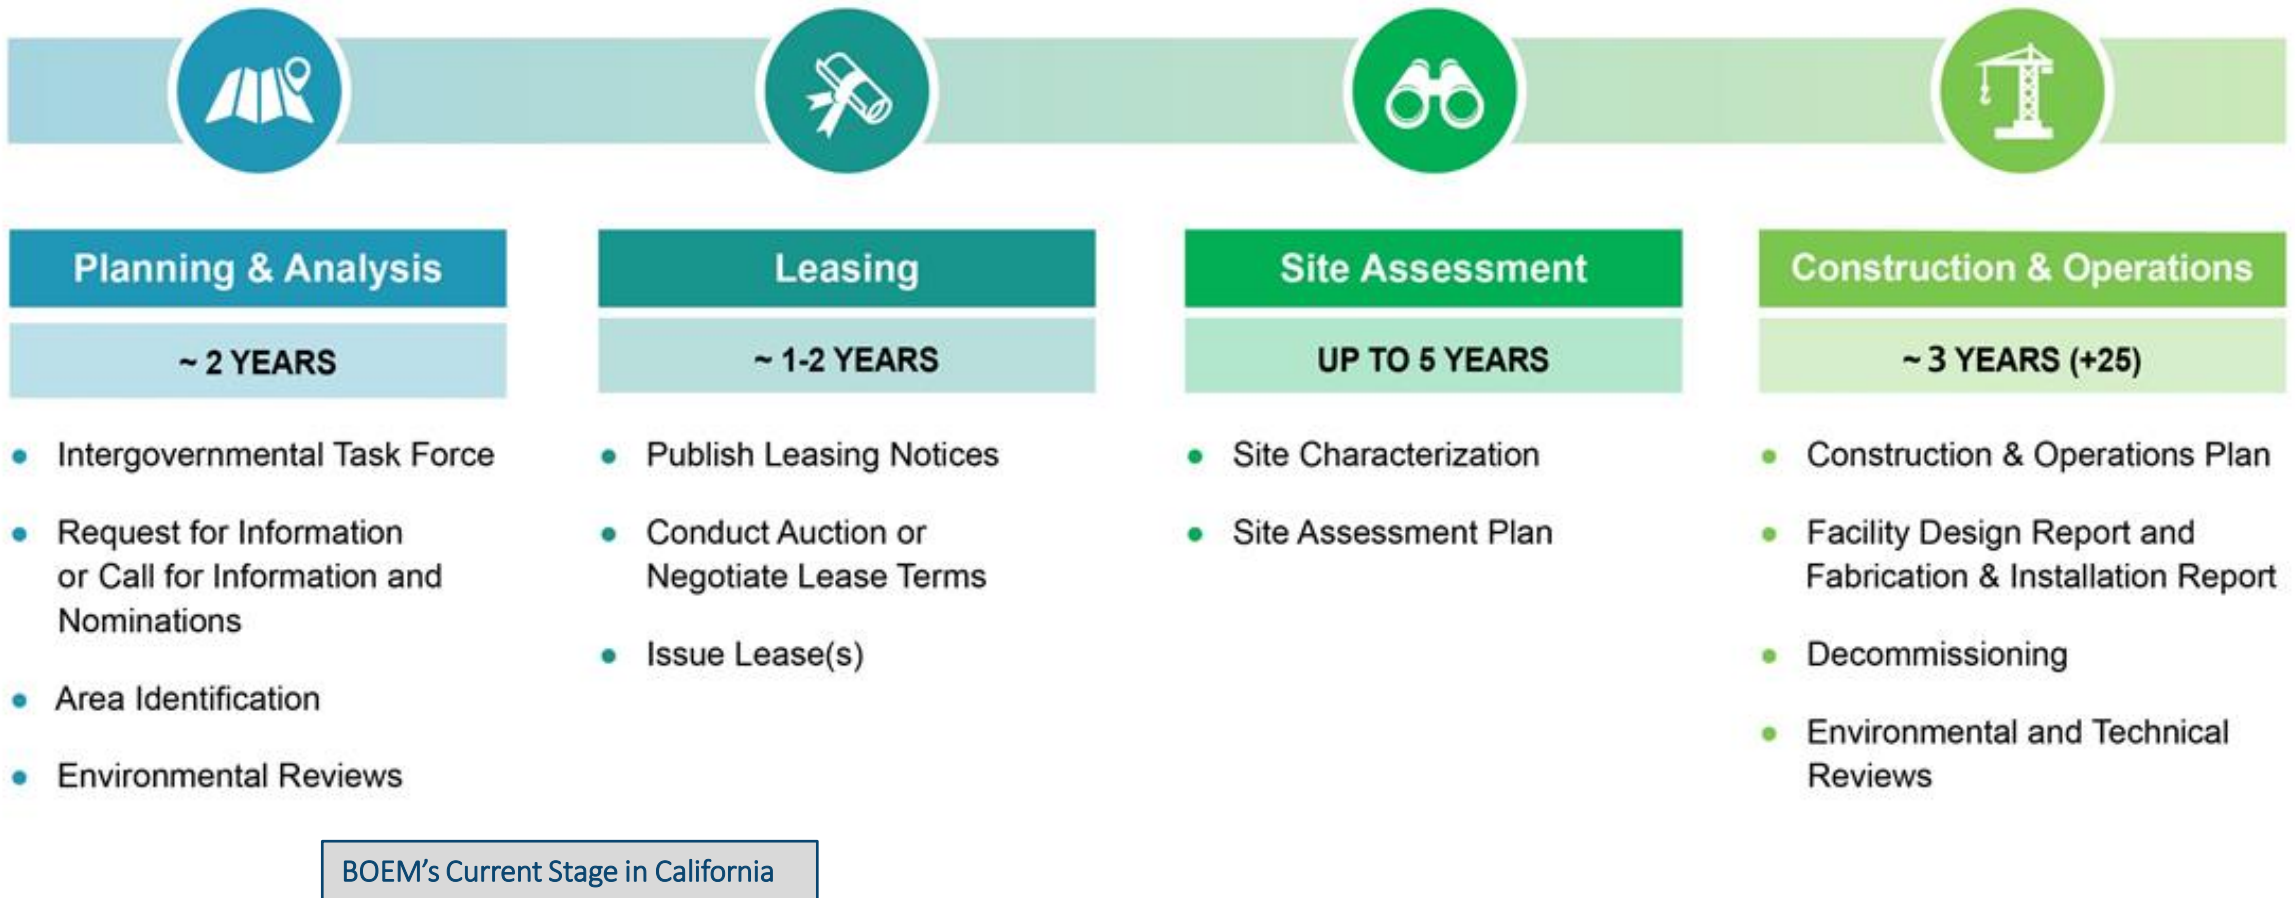 Planning & Analysis
~ 2 YEARS
• Intergovernmental Task Force
• Request for Information
or Call for Information and
Nominations
• Area Identification
• Environmental Reviews
Leasing
~ 1-2 YEARS
• Publish Leasing Notices
• Conduct Auction or
Negotiate Lease Terms
• Issue Lease(s)
Site Assessment
UP TO 5 YEARS
• Site Characterization
• Site Assessment Plan
Construction & Operations
~ 3 YEARS (+25)
• Construction & Operations Plan
• Facility Design Report and
Fabrication & Installation Report
• Decommissioning
• Environmental and Technical
Reviews
BOEM's Current Stage in California